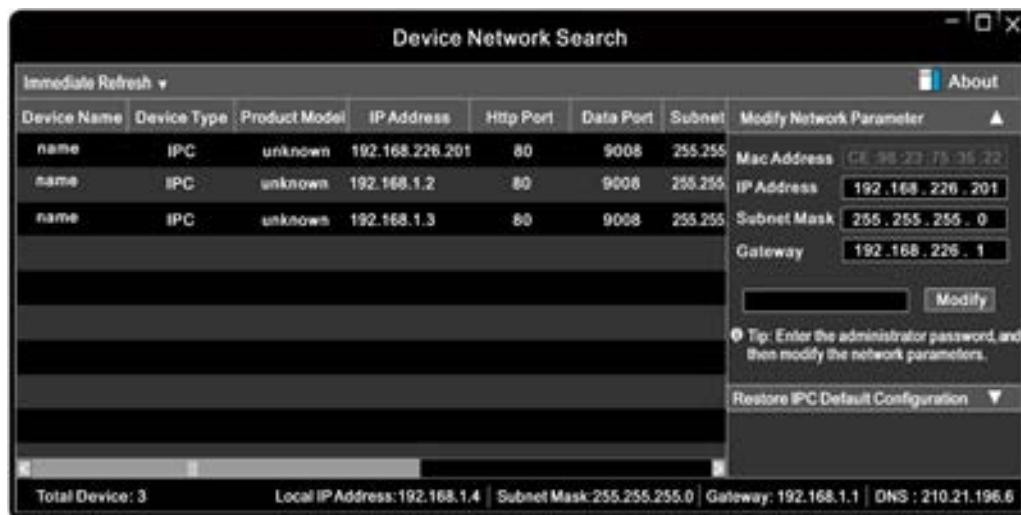 Device Network Search
Immediate Refresh
About
Device Name Device Type Product Model IP Address Http Port Data Port Subnet
name IPC unknown 192.168.226.201 80 9008 255.255
name IPC unknown 192.168.1.2 80 9008 255.255
name IPC unknown 192.168.1.3 80 9008 255.255
Modify Network Parameter
Mac Address CE:98:23:75:35:22
IP Address 192.168.226.201
Subnet Mask 255.255.255.0
Gateway 192.168.226.1
Modify
Tip: Enter the administrator password, and
then modify the network parameters.
Restore IPC Default Configuration
Total Device: 3 Local IP Address:192.168.1.4 Subnet Mask:255.255.255.0 Gateway: 192.168.1.1 DNS : 210.21.196.6